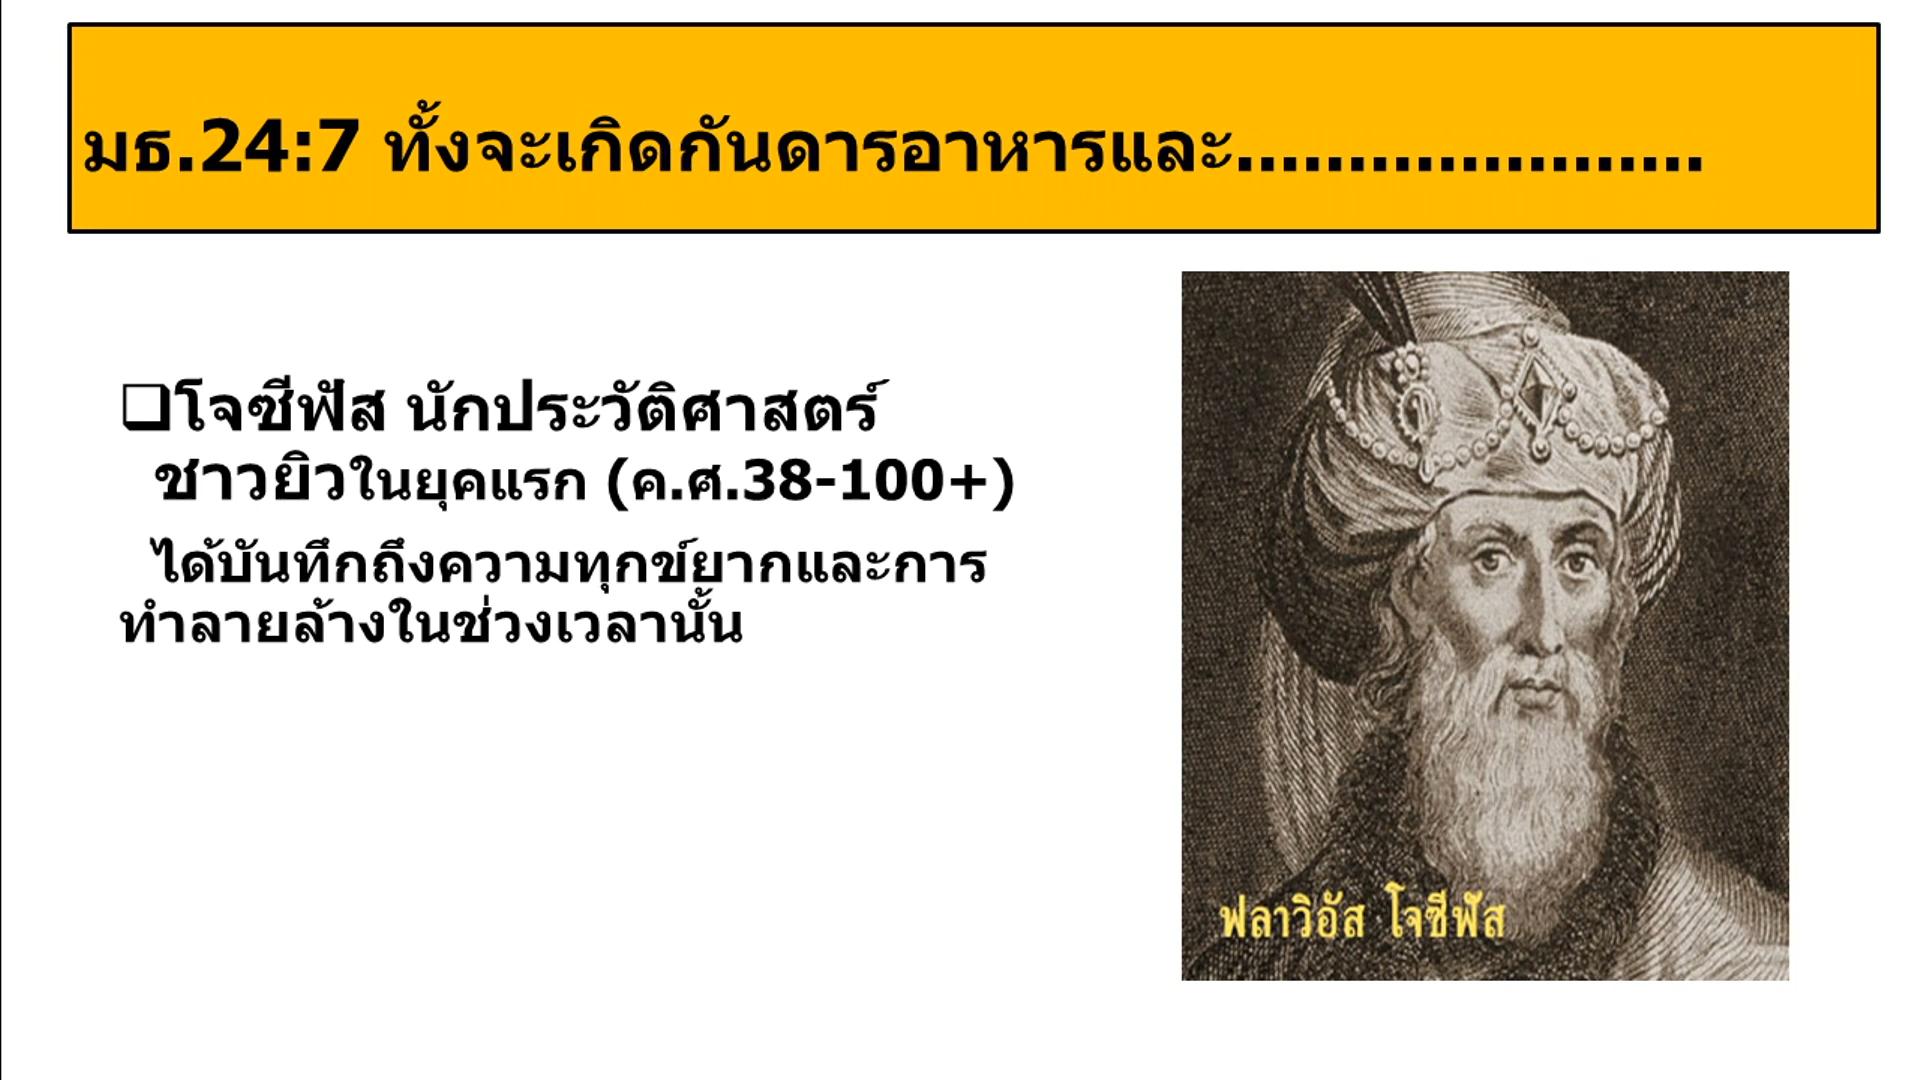 มธ.24:7 ทั้งจะเกิดกันดารอาหารและ.....................
❑โจซีฟัส นักประวัติศาสตร์
ชาวยิวในยุคแรก (ค.ศ.38-100+)
ได้บันทึกถึงความทุกข์ยากและการ
ทำลายล้างในช่วงเวลานั้น
ฟลาวิอัส โจซีฟัส